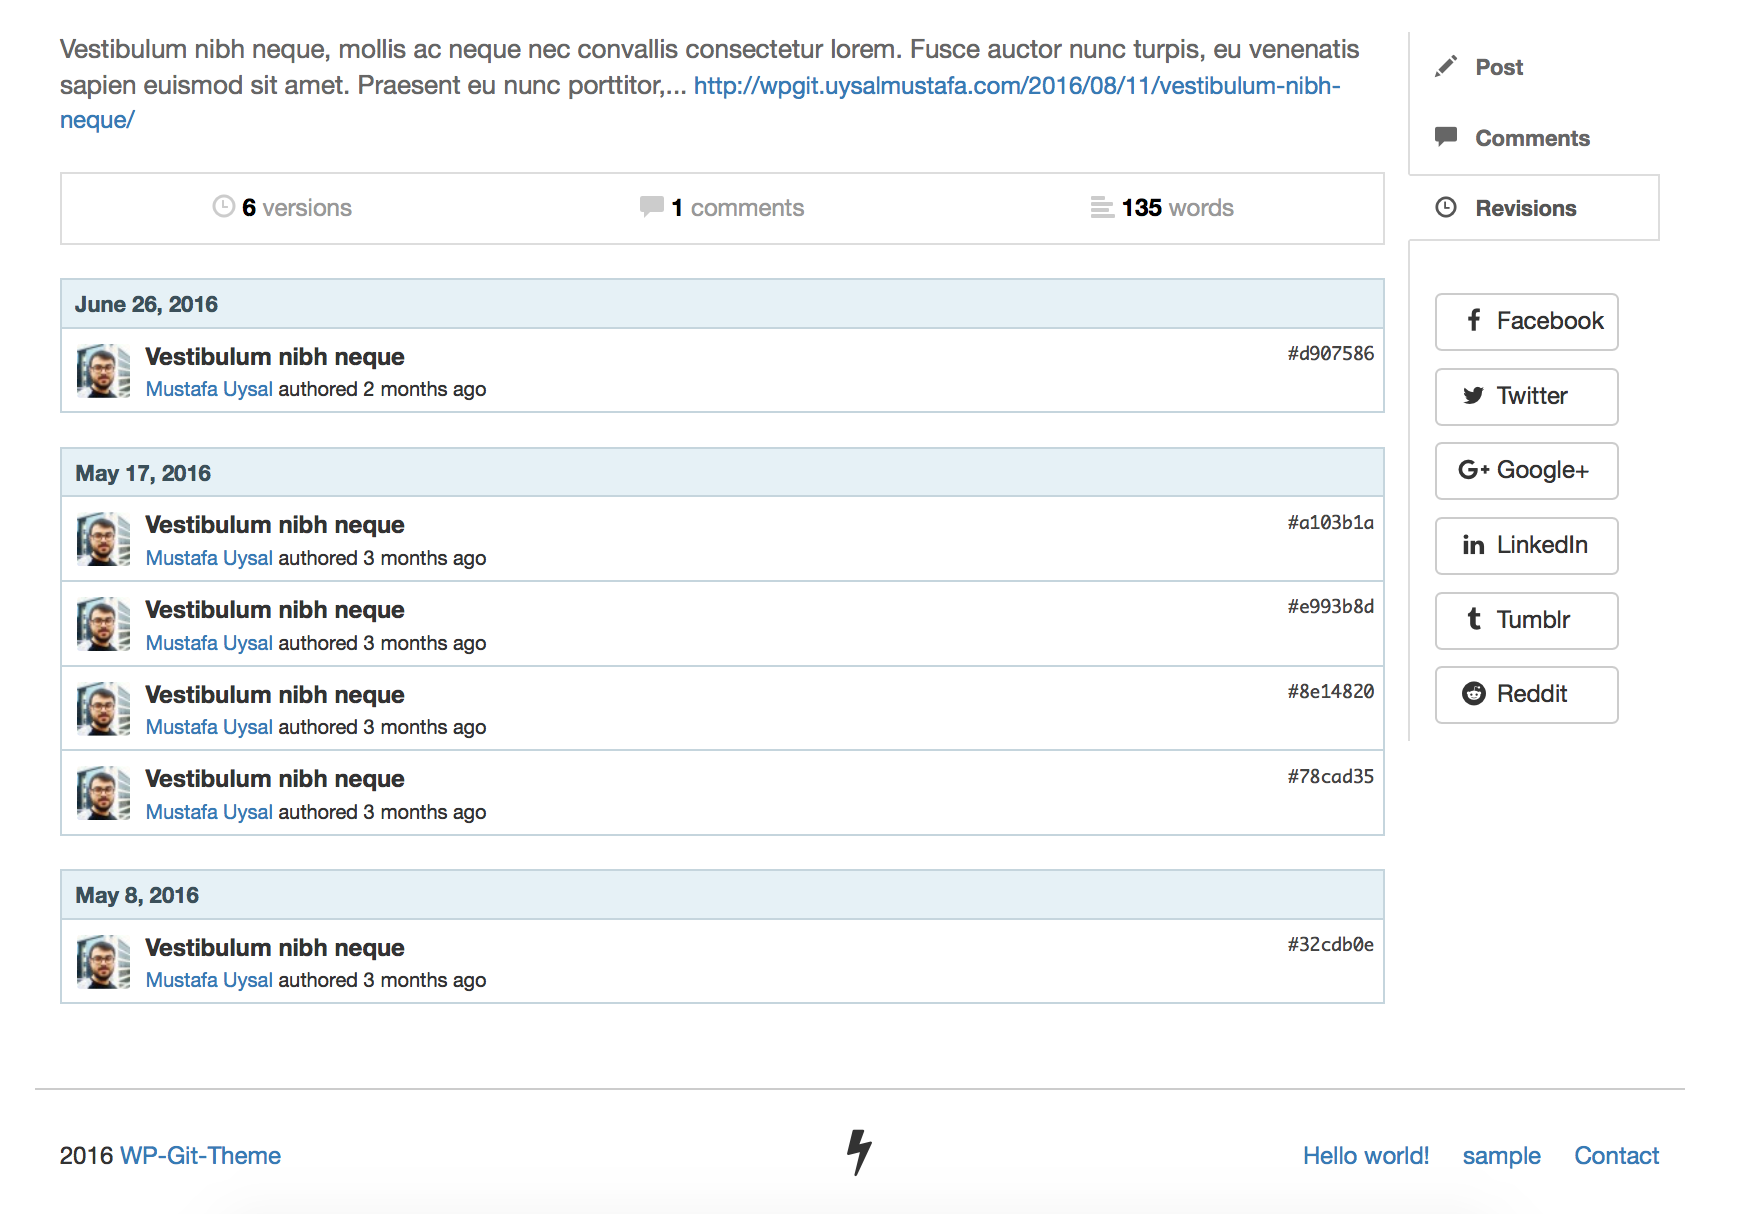 Vestibulum nibh neque, mollis ac neque nec convallis consectetur lorem. Fusce auctor nunc turpis, eu venenatis
sapien euismod sit amet. Praesent eu nunc porttitor,... http://wpgit.uysalmustafa.com/2016/08/11/vestibulum-nibh-
neque/
6 versions
1 comments
135 words
June 26, 2016
Vestibulum nibh neque
#d907586
Mustafa Uysal authored 2 months ago
May 17, 2016
Vestibulum nibh neque
#a103b1a
Mustafa Uysal authored 3 months ago
Vestibulum nibh neque
#e993b8d
Mustafa Uysal authored 3 months ago
Vestibulum nibh neque
#8e14820
Mustafa Uysal authored 3 months ago
Vestibulum nibh neque
#78cad35
Mustafa Uysal authored 3 months ago
May 8, 2016
Vestibulum nibh neque
#32cdb0e
Mustafa Uysal authored 3 months ago
Post
Comments
Revisions
Facebook
Twitter
G+ Google+
in LinkedIn
Tumblr
Reddit
2016 WP-Git-Theme
Hello world!
sample
Contact